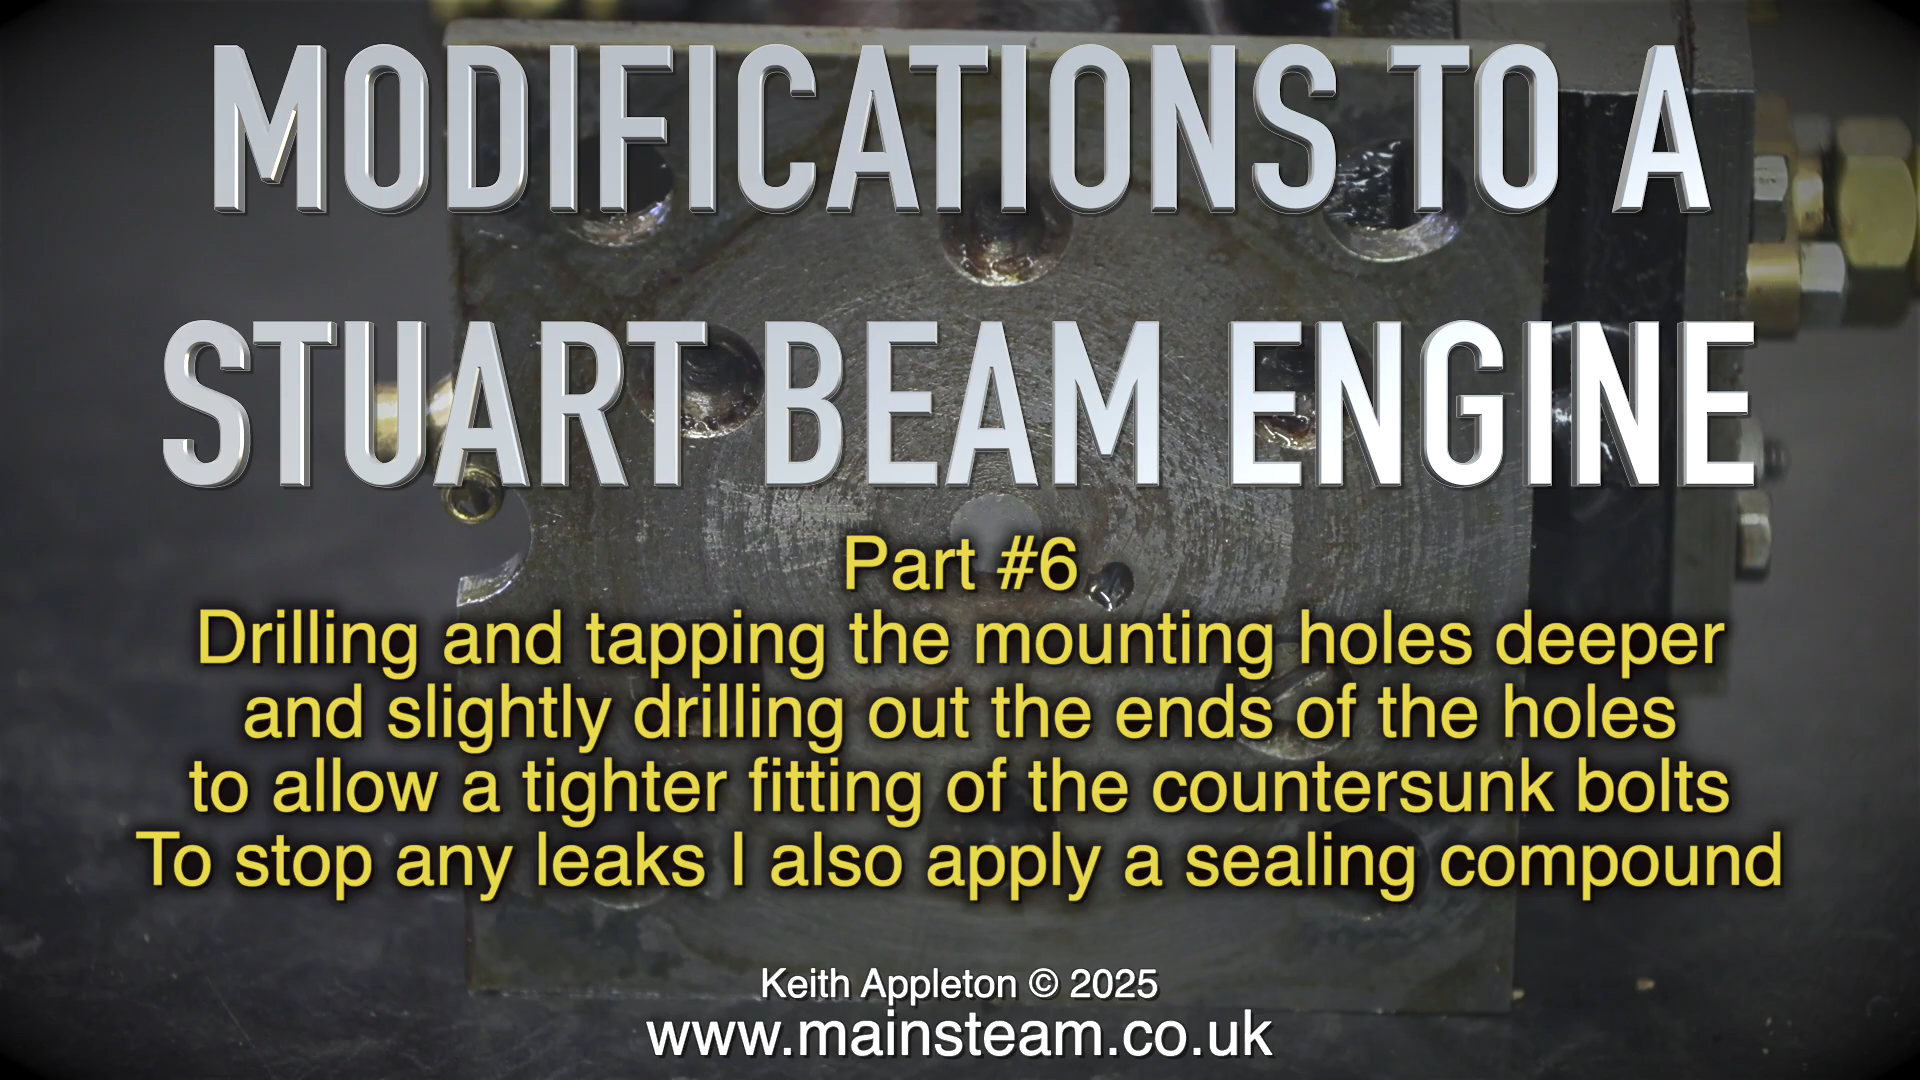 MODIFICATIONS TO A
STUART BEAM ENGINE
Part #6
Drilling and tapping the mounting holes deeper
and slightly drilling out the ends of the holes
to allow a tighter fitting of the countersunk bolts
To stop any leaks I also apply a sealing compound
Keith Appleton © 2025
www.mainsteam.co.uk